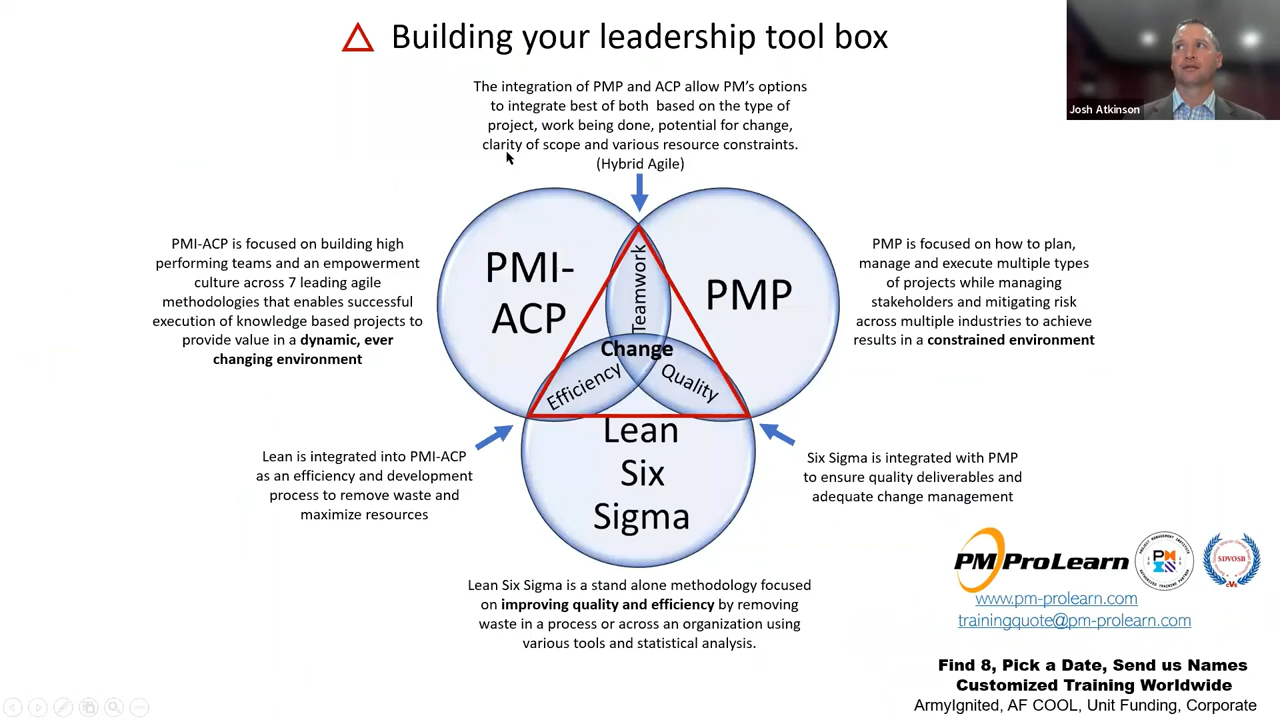 Building your leadership tool box
Josh Atkinson
The integration of PMP and ACP allow PM's options
to integrate best of both based on the type of
project, work being done, potential for change,
clarity of scope and various resource constraints.
(Hybrid Agile)
PMI-ACP is focused on building high
performing teams and an empowerment
culture across 7 leading agile
methodologies that enables successful
execution of knowledge based projects to
provide value in a dynamic, ever
changing environment
PMI-
ACP
Teamwork
PMP
Change
Efficiency
Quality
Lean
Six
Sigma
PMP is focused on how to plan,
manage and execute multiple types
of projects while managing
stakeholders and mitigating risk
across multiple industries to achieve
results in a constrained environment
Lean is integrated into PMI-ACP
as an efficiency and development
process to remove waste and
maximize resources
Six Sigma is integrated with PMP
to ensure quality deliverables and
adequate change management
Lean Six Sigma is a stand alone methodology focused
on improving quality and efficiency by removing
waste in a process or across an organization using
various tools and statistical analysis.
PM ProLearn
PROJECT MANAGEMENT INSTITUTE
PMI
AUTHORIZED TRAINING PARTNER
SDVOSB
www.pm-prolearn.com
trainingquote@pm-prolearn.com
Find 8, Pick a Date, Send us Names
Customized Training Worldwide
ArmyIgnited, AF COOL, Unit Funding, Corporate